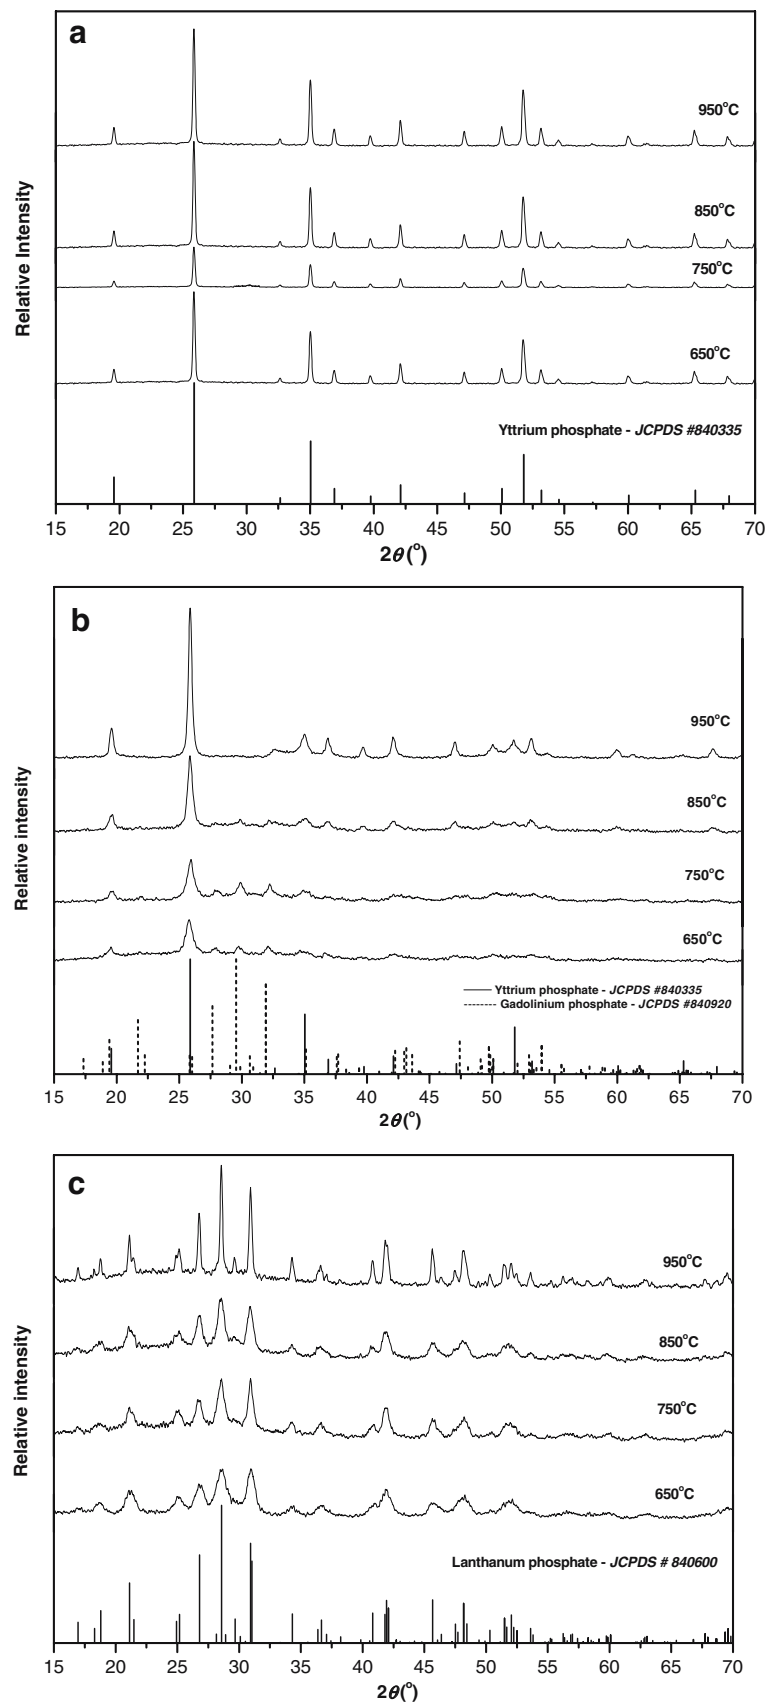 a
950°C
850°C
750°C
650°C
Relative Intensity
Yttrium phosphate - JCPDS #840335
15 20 25 30 35 40 45 50 55 60 65 70
2θ (°)
b
950°C
850°C
750°C
650°C
Relative intensity
Yttrium phosphate - JCPDS #840335
Gadolinium phosphate - JCPDS #840920
15 20 25 30 35 40 45 50 55 60 65 70
2θ (°)
c
950°C
850°C
750°C
650°C
Relative intensity
Lanthanum phosphate - JCPDS # 840600
15 20 25 30 35 40 45 50 55 60 65 70
2θ (°)